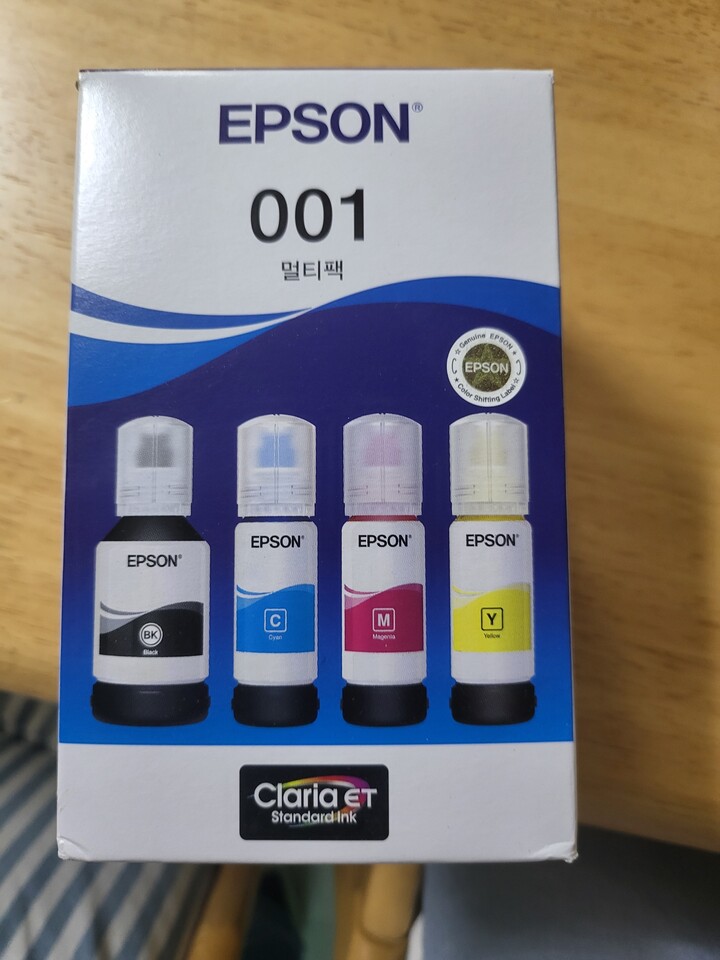 EPSON®
001
멀티팩
☆ Genuine EPSON ★
EPSON
★ Color Shifting Label ☆
EPSON®
BK
Black
EPSON®
C
Cyan
EPSON®
M
Magenta
EPSON®
Y
Yellow
Claria ET
Standard Ink